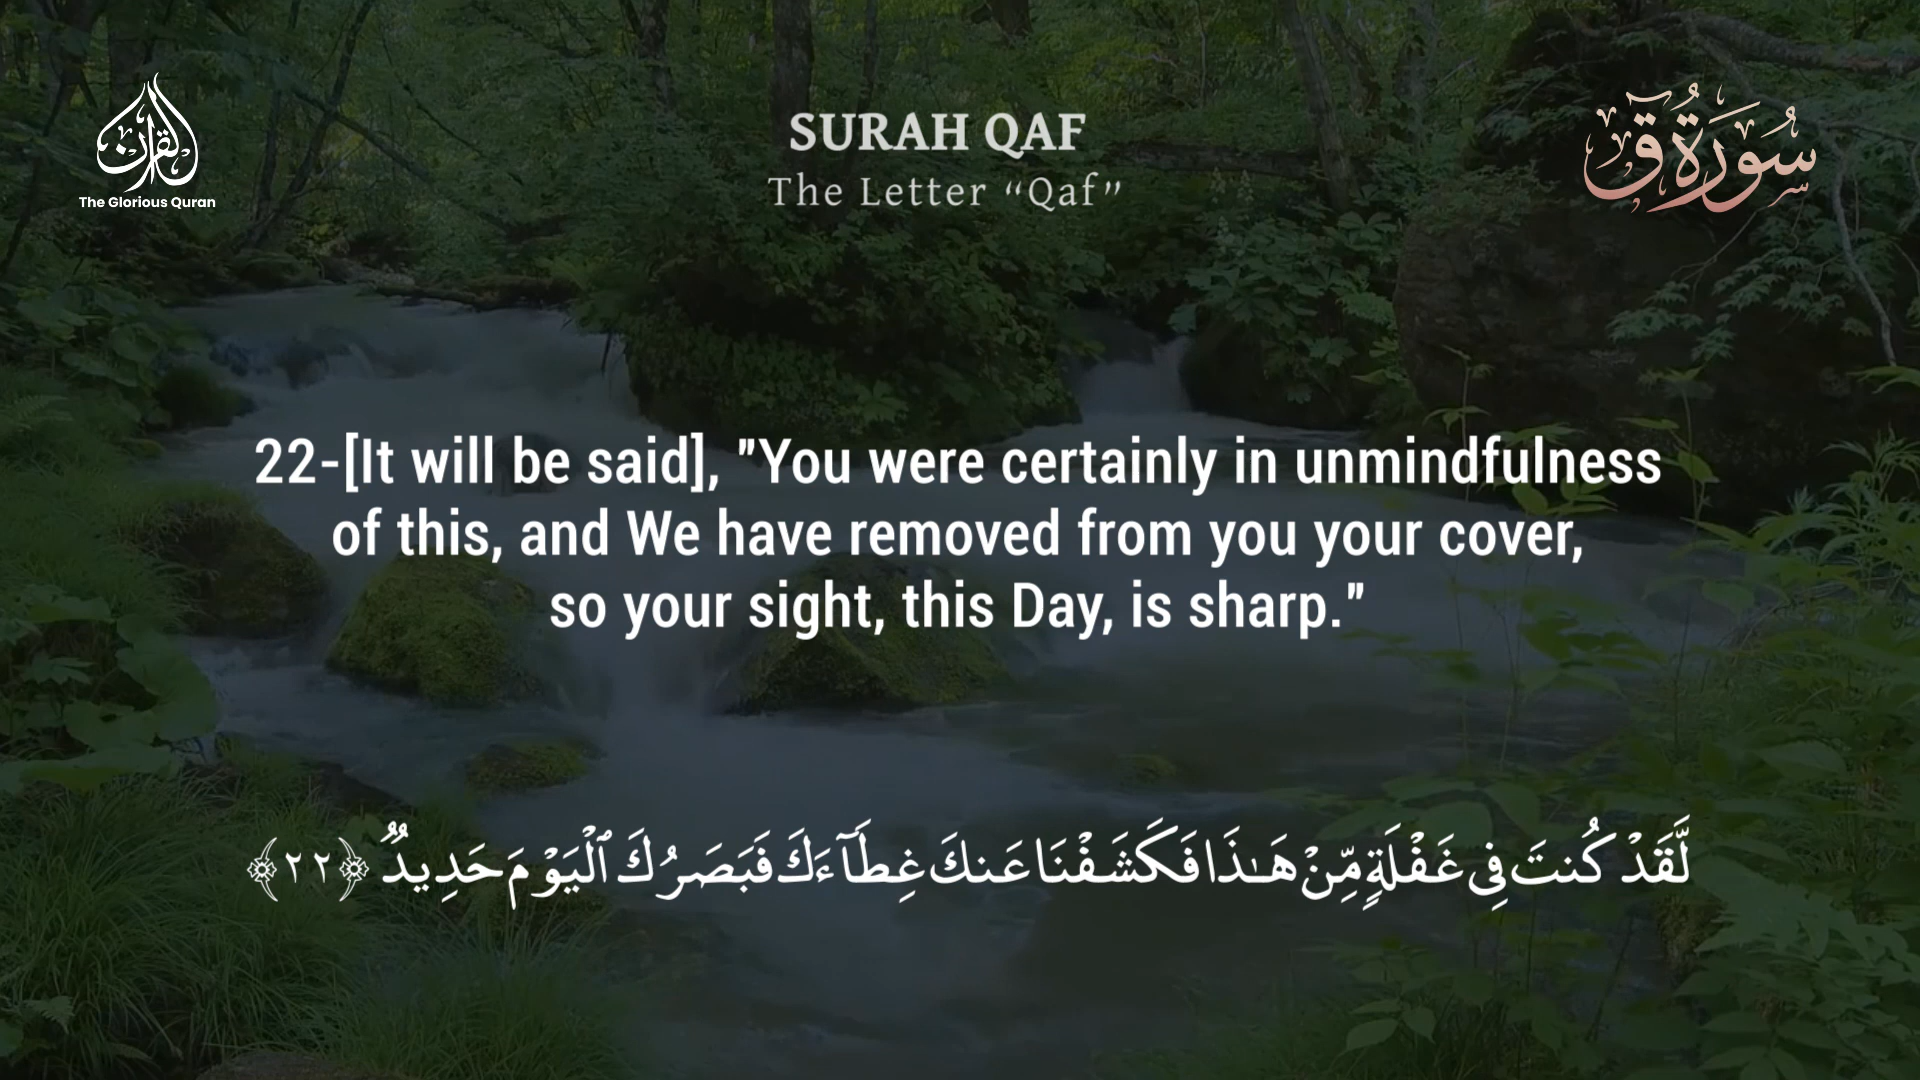 القرآن
The Glorious Quran
SURAH QAF
The Letter “Qaf”
سُورَةُ قٓ
22-[It will be said], "You were certainly in unmindfulness
of this, and We have removed from you your cover,
so your sight, this Day, is sharp."
لَّقَدْ كُنتَ فِي غَفْلَةٍ مِّنْ هَـٰذَا فَكَشَفْنَا عَنكَ غِطَآءَكَ فَبَصَرُكَ ٱلْيَوْمَ حَدِيدٌ ﴿٢٢﴾